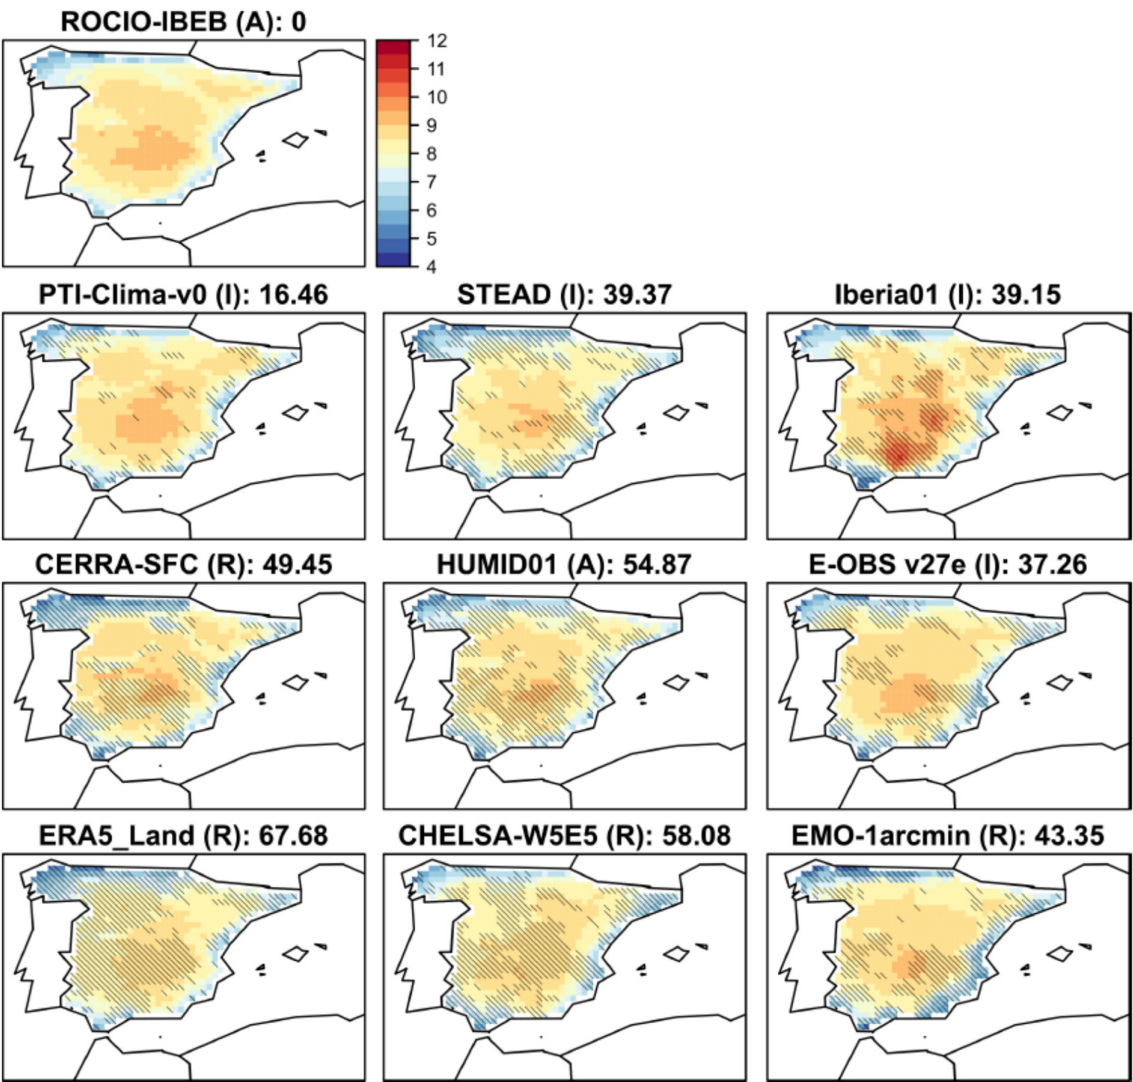 ROCIO-IBEB (A): 0
12
11
10
9
8
7
6
5
4
PTI-Clima-v0 (I): 16.46
STEAD (I): 39.37
Iberia01 (I): 39.15
CERRA-SFC (R): 49.45
HUMID01 (A): 54.87
E-OBS v27e (I): 37.26
ERA5_Land (R): 67.68
CHELSA-W5E5 (R): 58.08
EMO-1arcmin (R): 43.35